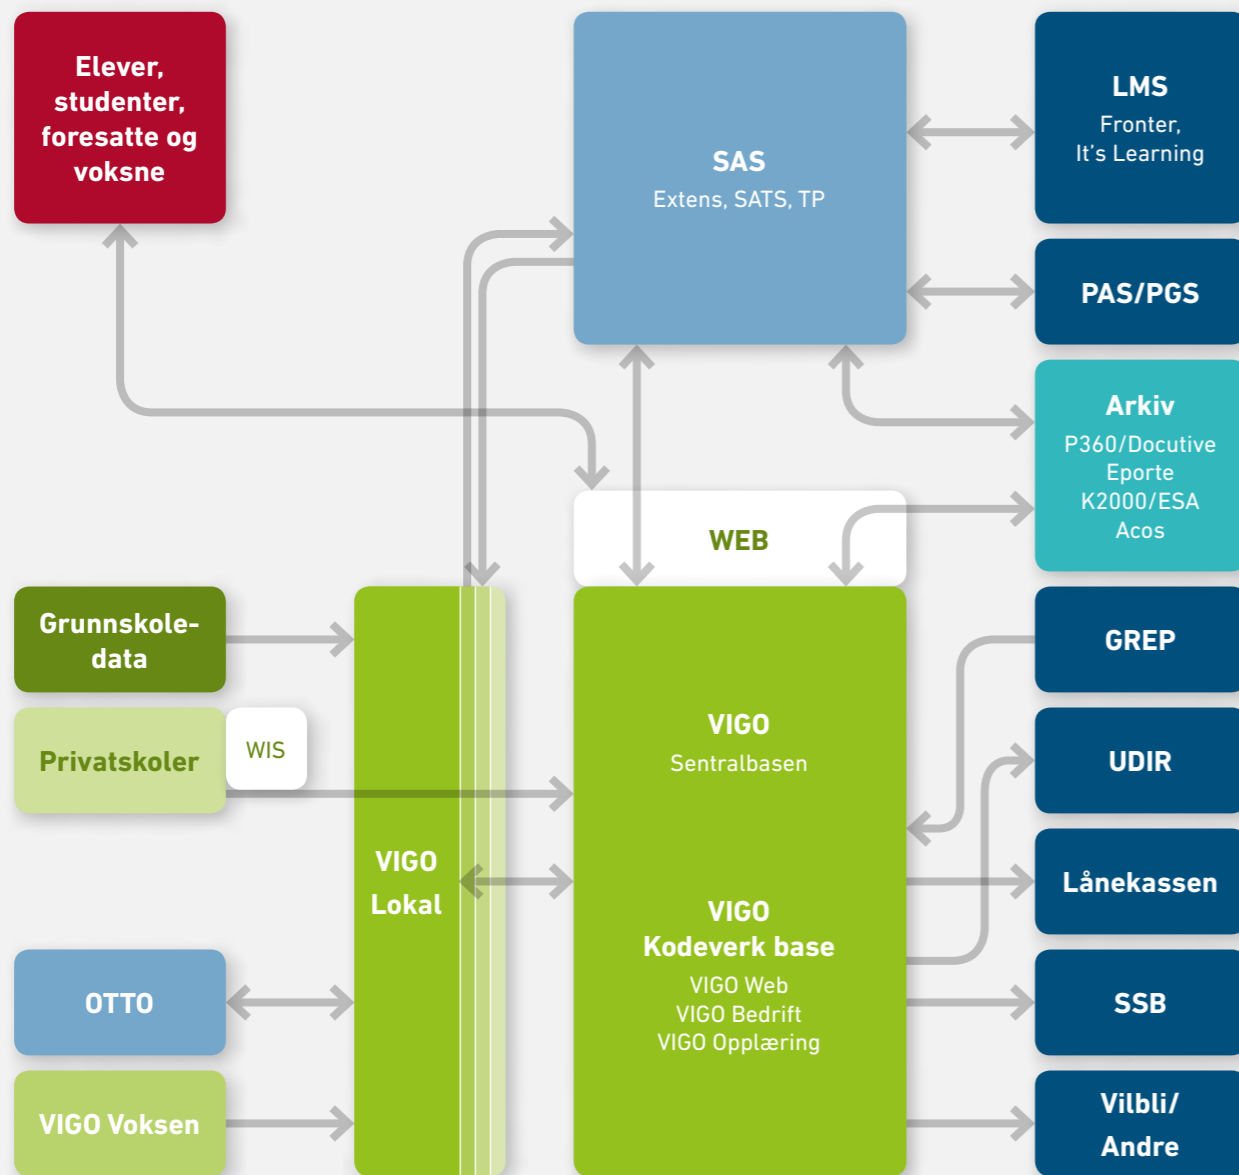 Elever,
studenter,
foresatte og
voksne
SAS
Extens, SATS, TP
LMS
Fronter,
It's Learning
PAS/PGS
Arkiv
P360/Docutive
Eporte
K2000/ESA
Acos
WEB
Grunnskole-
data
Privatskoler
WIS
VIGO
Lokal
OTTO
VIGO Voksen
VIGO
Sentralbasen
VIGO
Kodeverk base
VIGO Web
VIGO Bedrift
VIGO Opplæring
GREP
UDIR
Lånekassen
SSB
Vilbli/
Andre